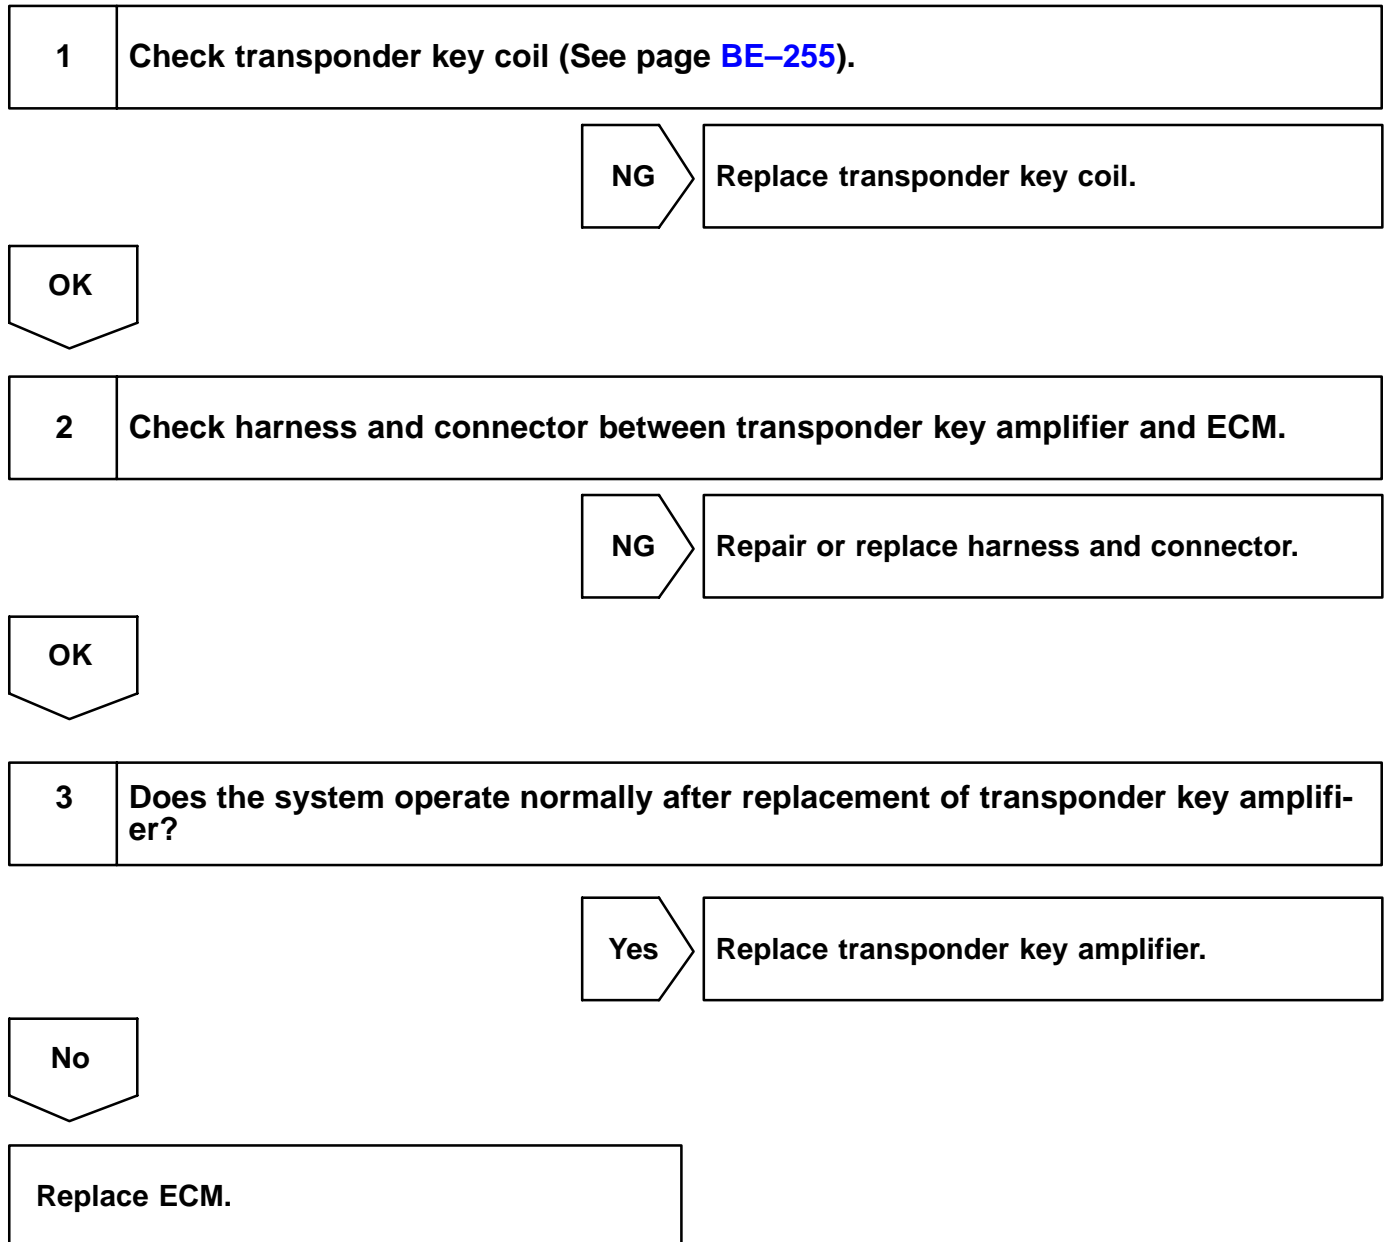 1 Check transponder key coil (See page BE–255).
NG Replace transponder key coil.
OK
2 Check harness and connector between transponder key amplifier and ECM.
NG Repair or replace harness and connector.
OK
3 Does the system operate normally after replacement of transponder key amplifi-
er?
Yes Replace transponder key amplifier.
No
Replace ECM.